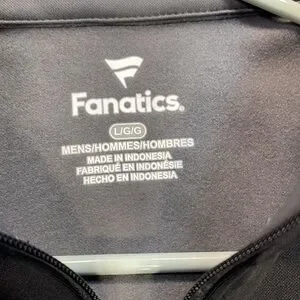 Fanatics.
L/G/G
MENS/HOMMES/HOMBRES
MADE IN INDONESIA
FABRIQUÉ EN INDONÉSIE
HECHO EN INDONESIA